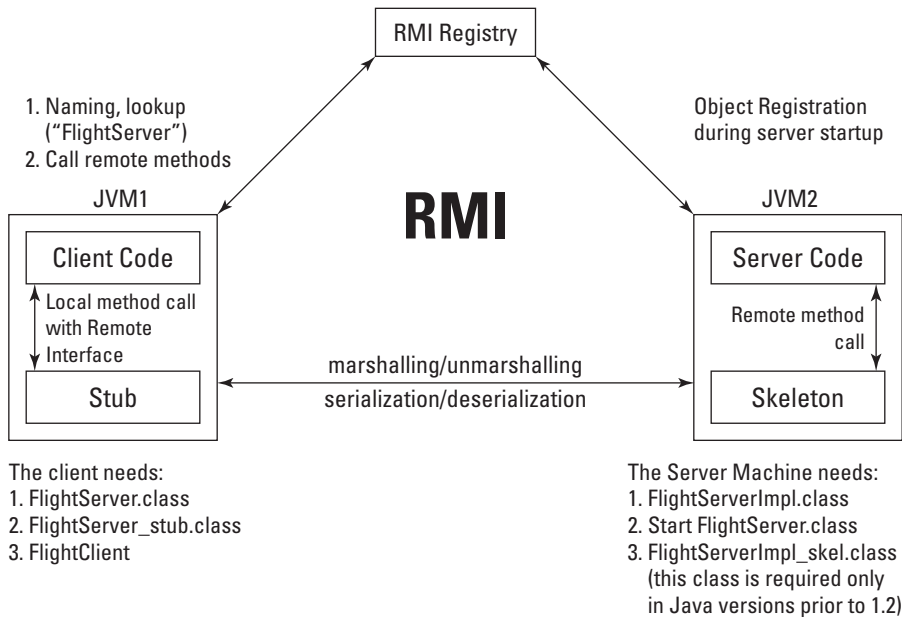 RMI Registry
1. Naming, lookup
(“FlightServer”)
2. Call remote methods
Object Registration
during server startup
RMI
JVM1
Client Code
Local method call
with Remote
Interface
Stub
marshalling/unmarshalling
serialization/deserialization
JVM2
Server Code
Remote method
call
Skeleton
The client needs:
1. FlightServer.class
2. FlightServer_stub.class
3. FlightClient
The Server Machine needs:
1. FlightServerImpl.class
2. Start FlightServer.class
3. FlightServerImpl_skel.class
(this class is required only
in Java versions prior to 1.2)